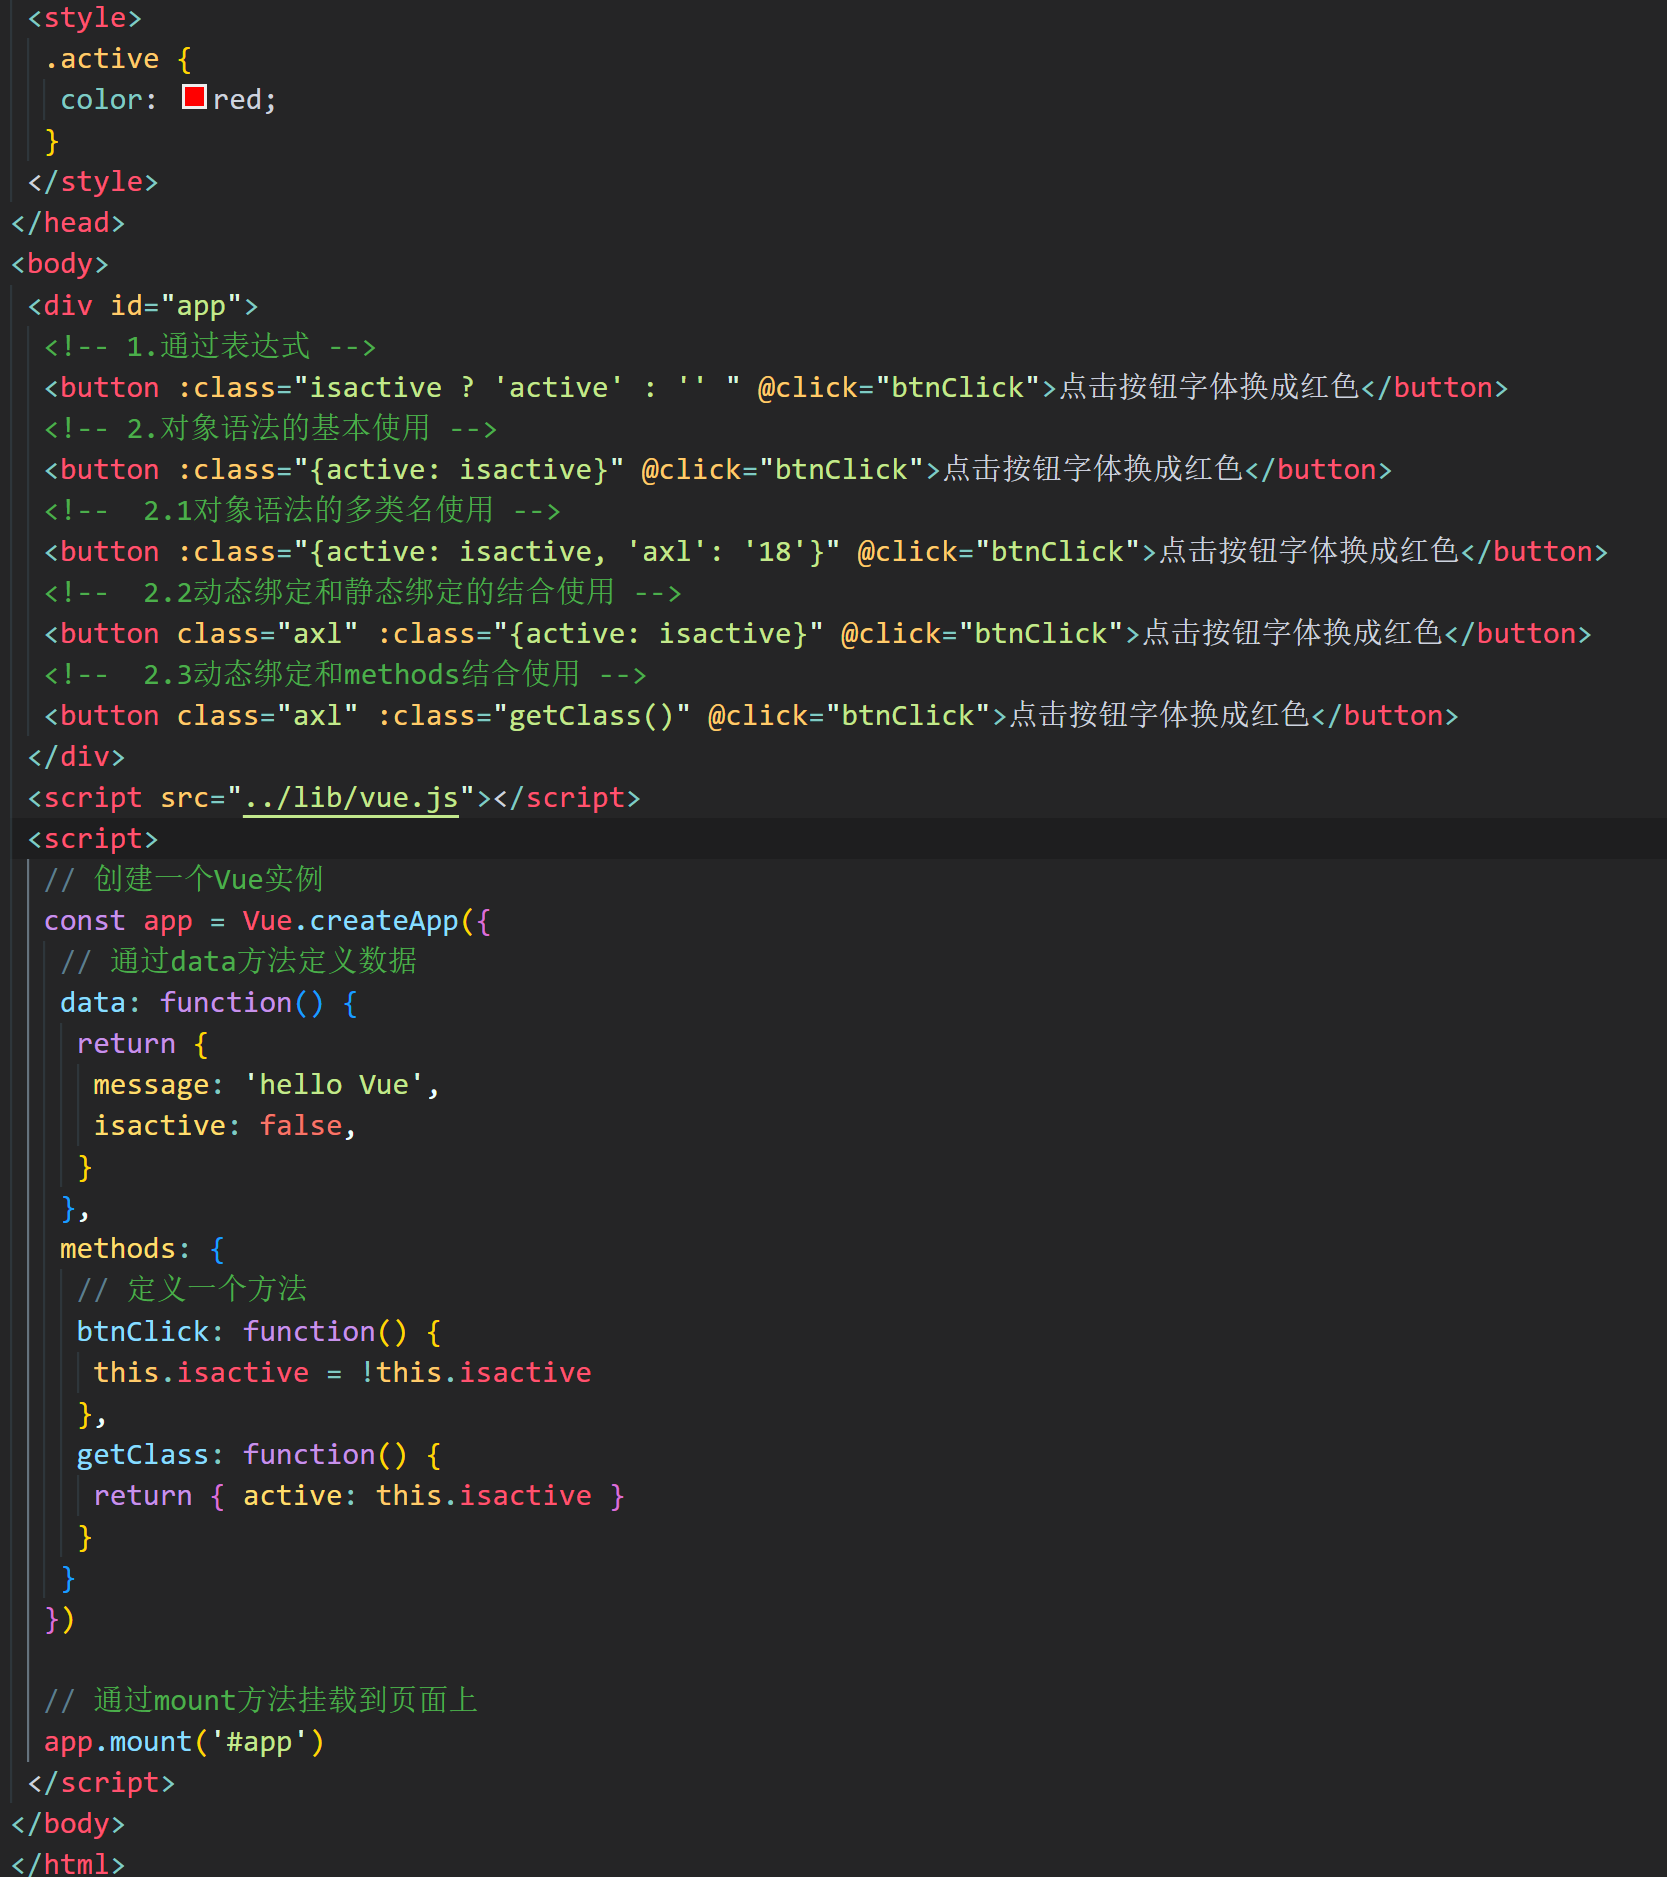 <style>
.active {
color: red;
}
</style>
</head>
<body>
<div id="app">
<!-- 1.通过表达式 -->
<button :class="isactive ? 'active' : '' " @click="btnClick">点击按钮字体换成红色</button>
<!-- 2.对象语法的基本使用 -->
<button :class="{active: isactive}" @click="btnClick">点击按钮字体换成红色</button>
<!--  2.1对象语法的多类名使用 -->
<button :class="{active: isactive, 'axl': '18'}" @click="btnClick">点击按钮字体换成红色</button>
<!--  2.2动态绑定和静态绑定的结合使用 -->
<button class="axl" :class="{active: isactive}" @click="btnClick">点击按钮字体换成红色</button>
<!--  2.3动态绑定和methods结合使用 -->
<button class="axl" :class="getClass()" @click="btnClick">点击按钮字体换成红色</button>
</div>
<script src="../lib/vue.js"></script>
<script>
// 创建一个Vue实例
const app = Vue.createApp({
// 通过data方法定义数据
data: function() {
return {
message: 'hello Vue',
isactive: false,
}
},
methods: {
// 定义一个方法
btnClick: function() {
this.isactive = !this.isactive
},
getClass: function() {
return { active: this.isactive }
}
}
})
// 通过mount方法挂载到页面上
app.mount('#app')
</script>
</body>
</html>